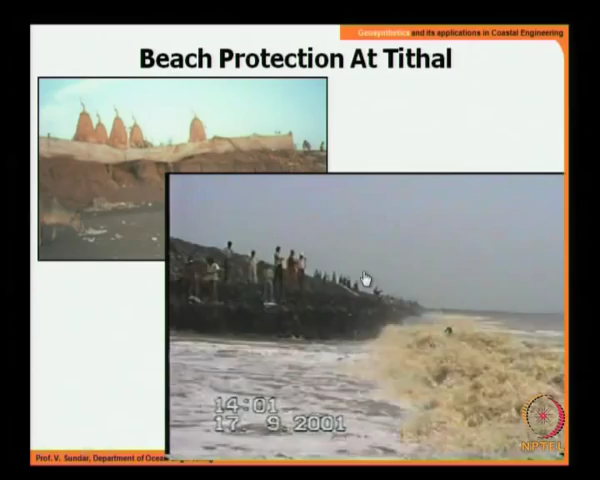 Geosynthetics and its applications in Coastal Engineering
Beach Protection At Tithal
14:01
17. 9.2001
Prof. V. Sundar, Department of Ocean Engineering
NPTEL